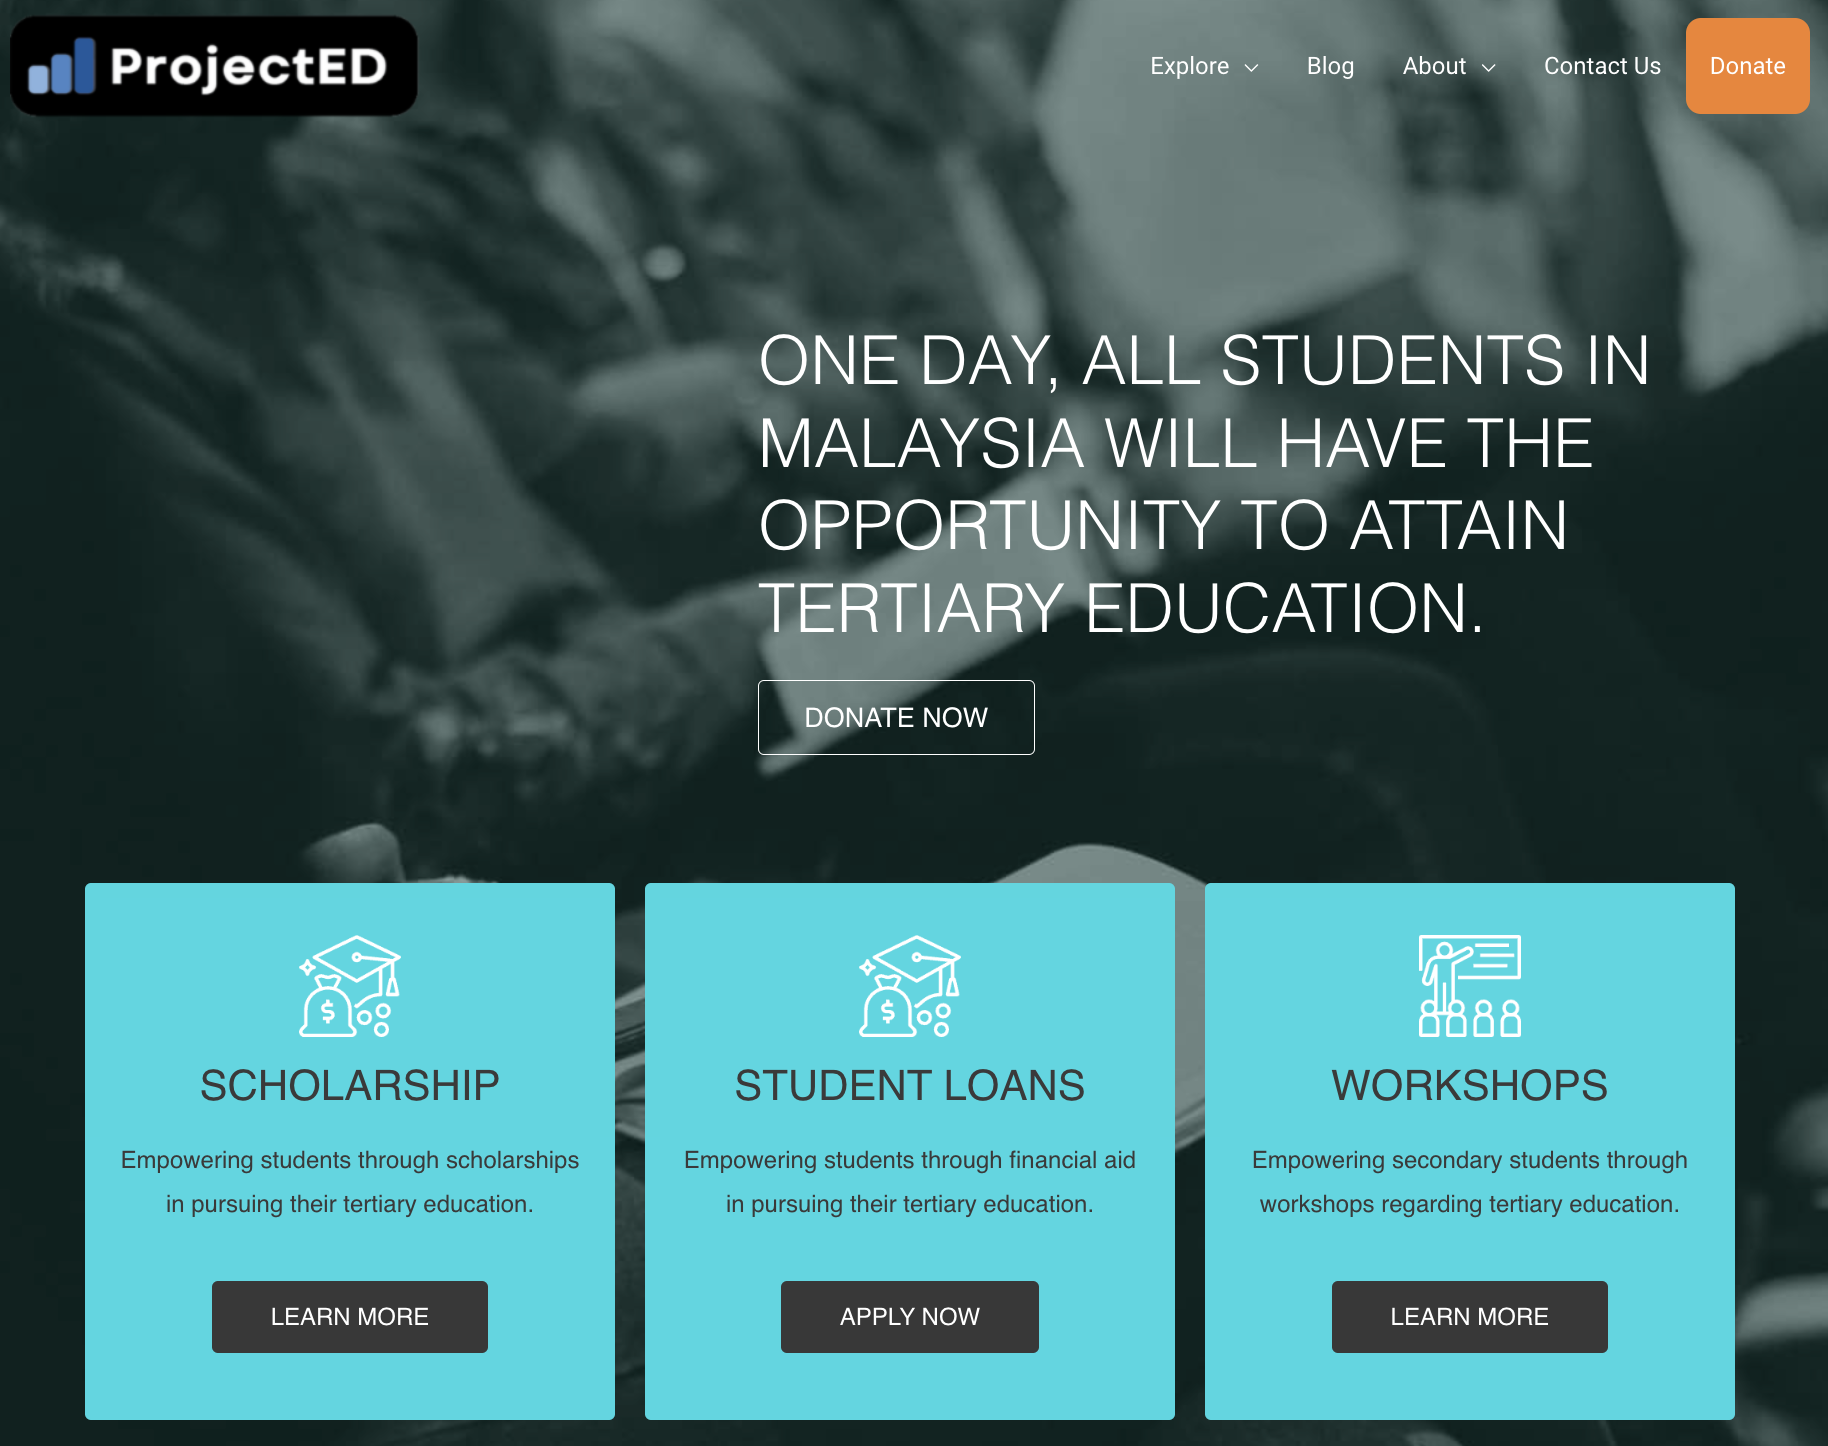 ProjectED
Explore
Blog
About
Contact Us
Donate
ONE DAY, ALL STUDENTS IN
MALAYSIA WILL HAVE THE
OPPORTUNITY TO ATTAIN
TERTIARY EDUCATION.
DONATE NOW
$
SCHOLARSHIP
Empowering students through scholarships
in pursuing their tertiary education.
LEARN MORE
$
STUDENT LOANS
Empowering students through financial aid
in pursuing their tertiary education.
APPLY NOW
WORKSHOPS
Empowering secondary students through
workshops regarding tertiary education.
LEARN MORE